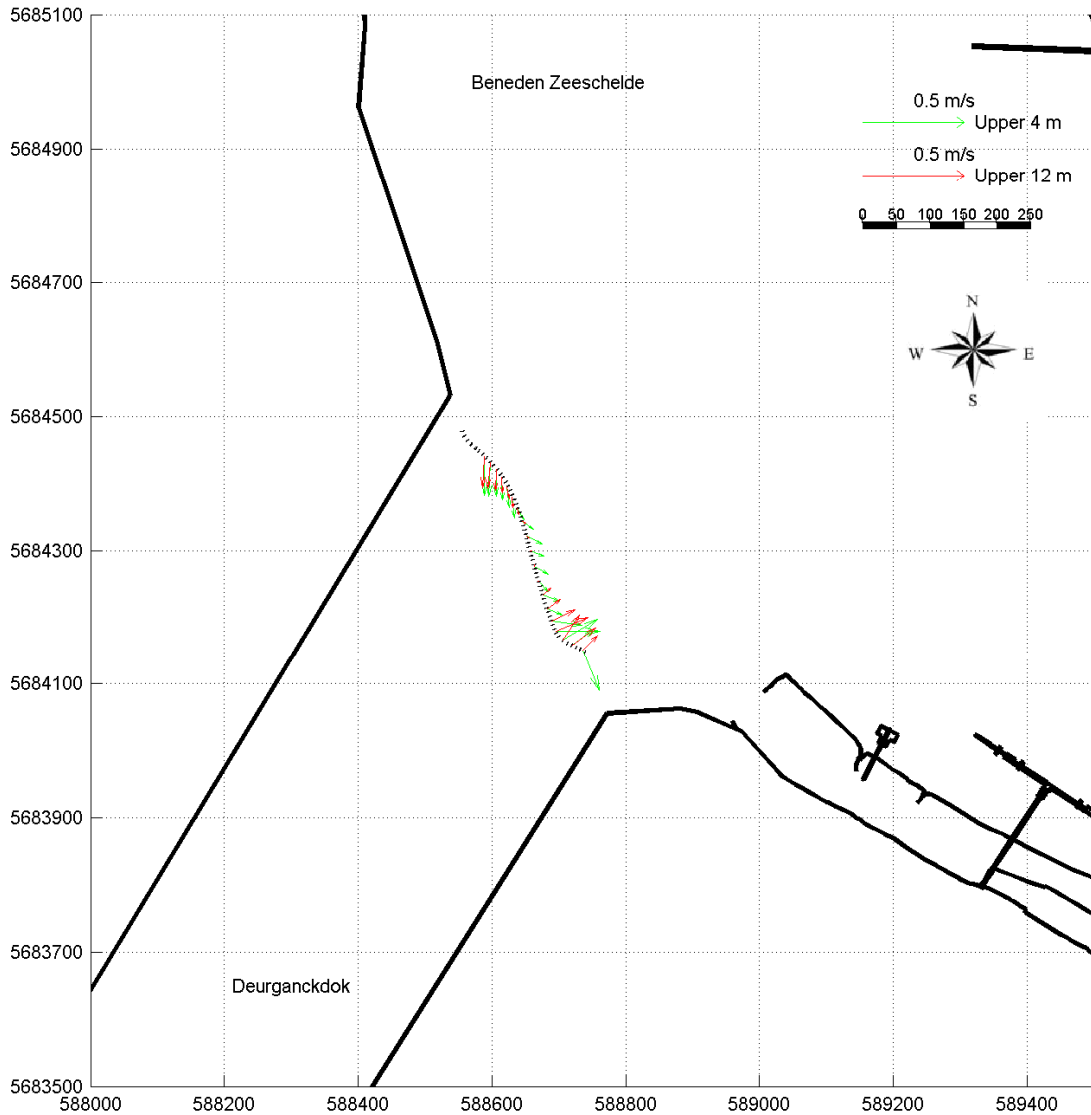 5685100
Beneden Zeeschelde
0.5 m/s
Upper 4 m
5684900
0.5 m/s
Upper 12 m
0 50 100 150 200 250
5684700
N
W E
S
5684500
5684300
5684100
5683900
5683700
Deurganckdok
5683500
588000 588200 588400 588600 588800 589000 589200 589400